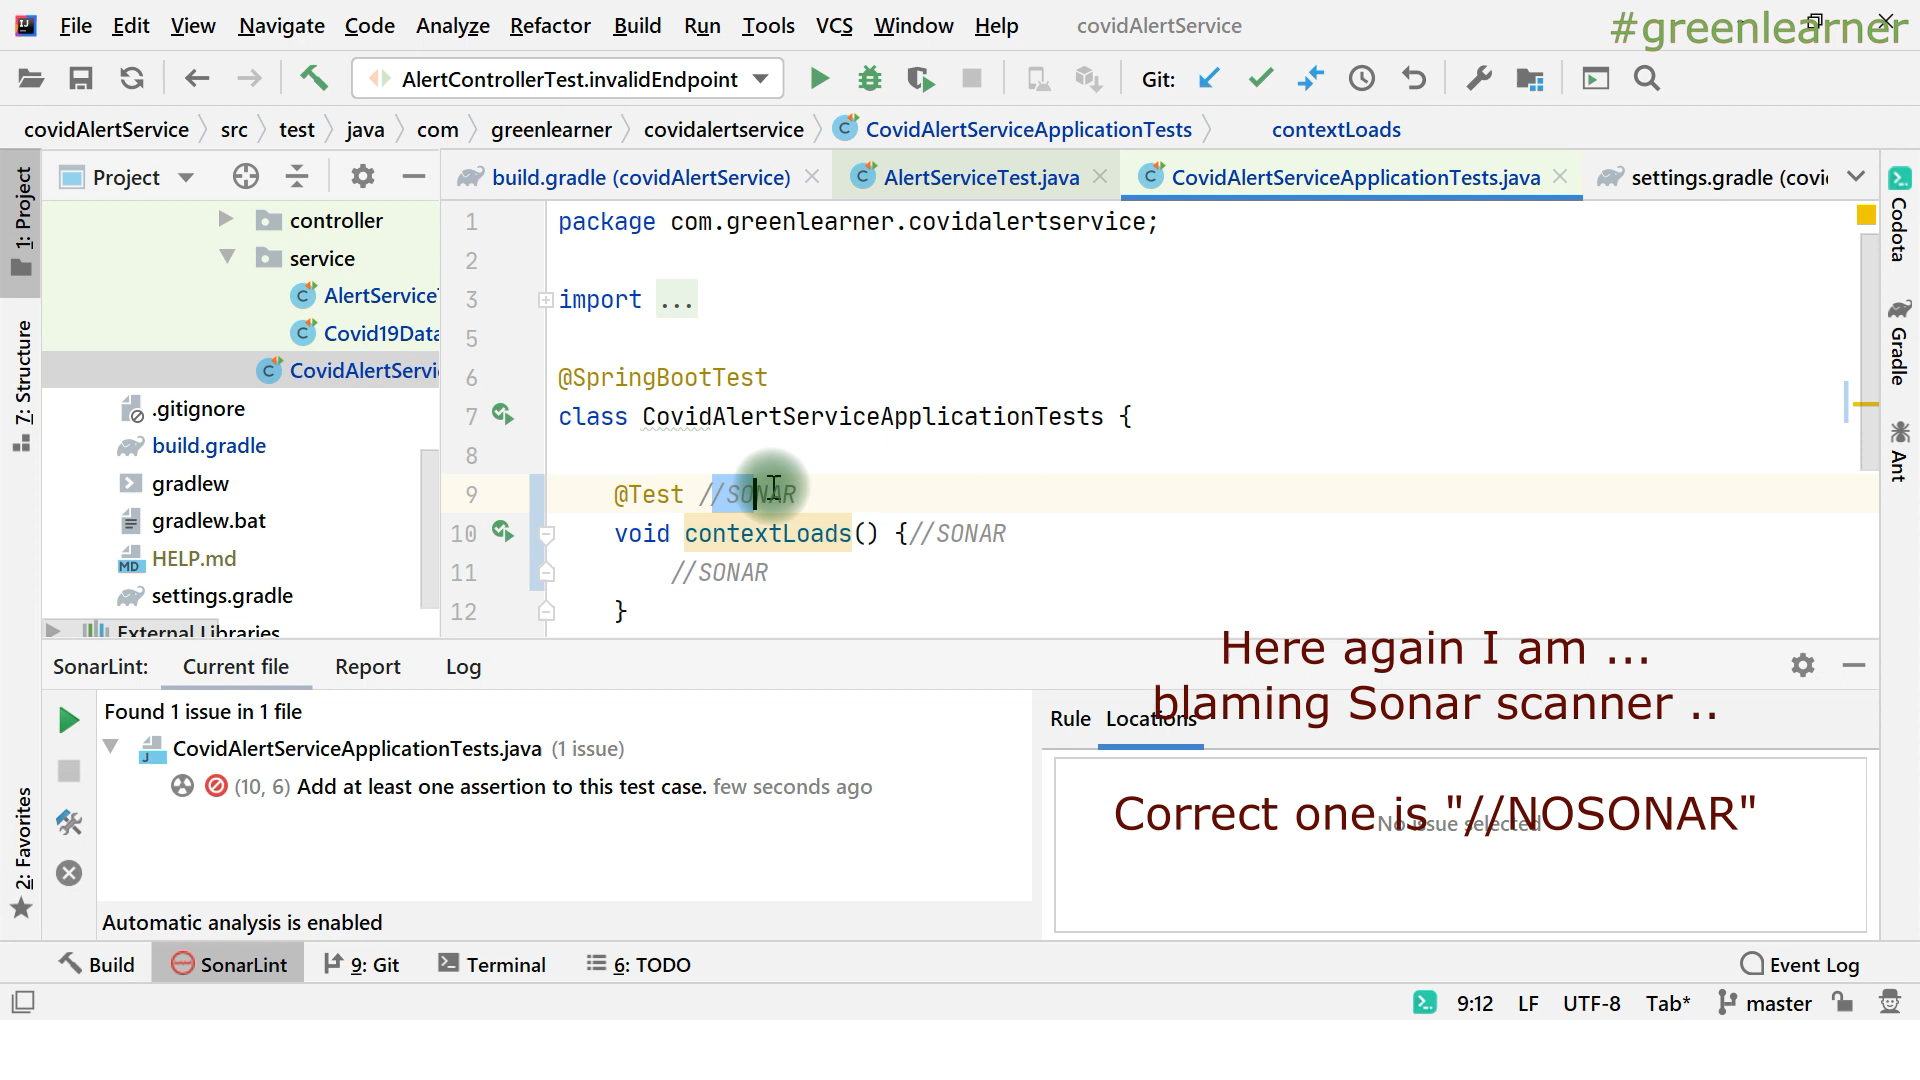 File Edit View Navigate Code Analyze Refactor Build Run Tools VCS Window Help covidAlertService
#greenlearner
AlertControllerTest.invalidEndpoint Git:
covidAlertService src test java com greenlearner covidalertservice CovidAlertServiceApplicationTests contextLoads
1: Project
7: Structure
2: Favorites
Project
build.gradle (covidAlertService) AlertServiceTest.java CovidAlertServiceApplicationTests.java settings.gradle (covi
controller
service
AlertService
Covid19Data
CovidAlertServi
.gitignore
build.gradle
gradlew
gradlew.bat
MD HELP.md
settings.gradle
External Libraries
1 package com.greenlearner.covidalertservice;
2
3 import ...
5
6 @SpringBootTest
7 class CovidAlertServiceApplicationTests {
8
9 @Test //SONAR
10 void contextLoads() {//SONAR
11 //SONAR
12 }
Codota
Gradle
Ant
Here again I am ...
blaming Sonar scanner ..
Correct one is "//NOSONAR"
SonarLint: Current file Report Log
Found 1 issue in 1 file
CovidAlertServiceApplicationTests.java (1 issue)
(10, 6) Add at least one assertion to this test case. few seconds ago
Automatic analysis is enabled
Rule Locations
No issue selected
Build SonarLint 9: Git Terminal 6: TODO Event Log
9:12 LF UTF-8 Tab* master